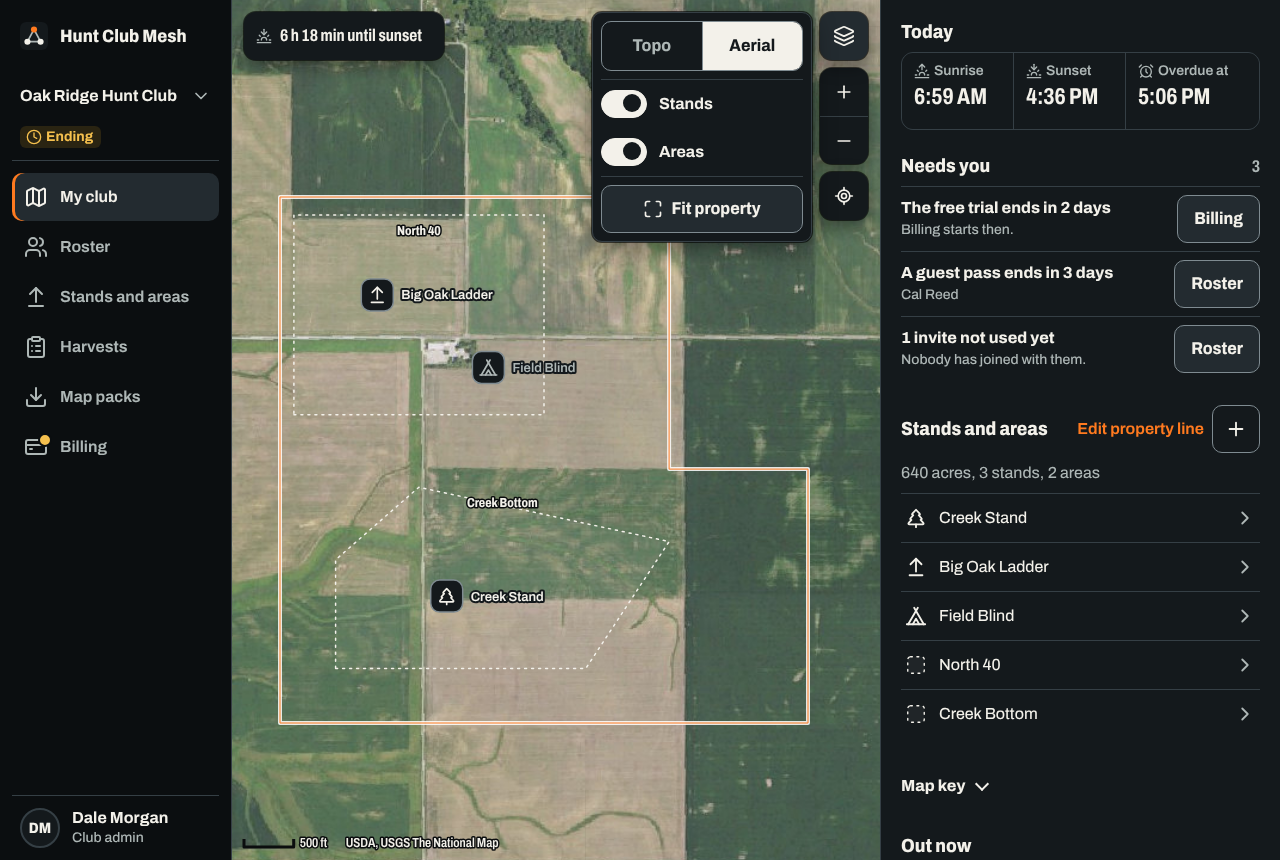 Hunt Club Mesh
Oak Ridge Hunt Club
Ending
My club
Roster
Stands and areas
Harvests
Map packs
Billing
DM
Dale Morgan
Club admin
6 h 18 min until sunset
Topo
Aerial
Stands
Areas
Fit property
North 40
Big Oak Ladder
Field Blind
Creek Bottom
Creek Stand
500 ft
USDA, USGS The National Map
Today
Sunrise
6:59 AM
Sunset
4:36 PM
Overdue at
5:06 PM
Needs you
3
The free trial ends in 2 days
Billing starts then.
Billing
A guest pass ends in 3 days
Cal Reed
Roster
1 invite not used yet
Nobody has joined with them.
Roster
Stands and areas
Edit property line
640 acres, 3 stands, 2 areas
Creek Stand
Big Oak Ladder
Field Blind
North 40
Creek Bottom
Map key
Out now